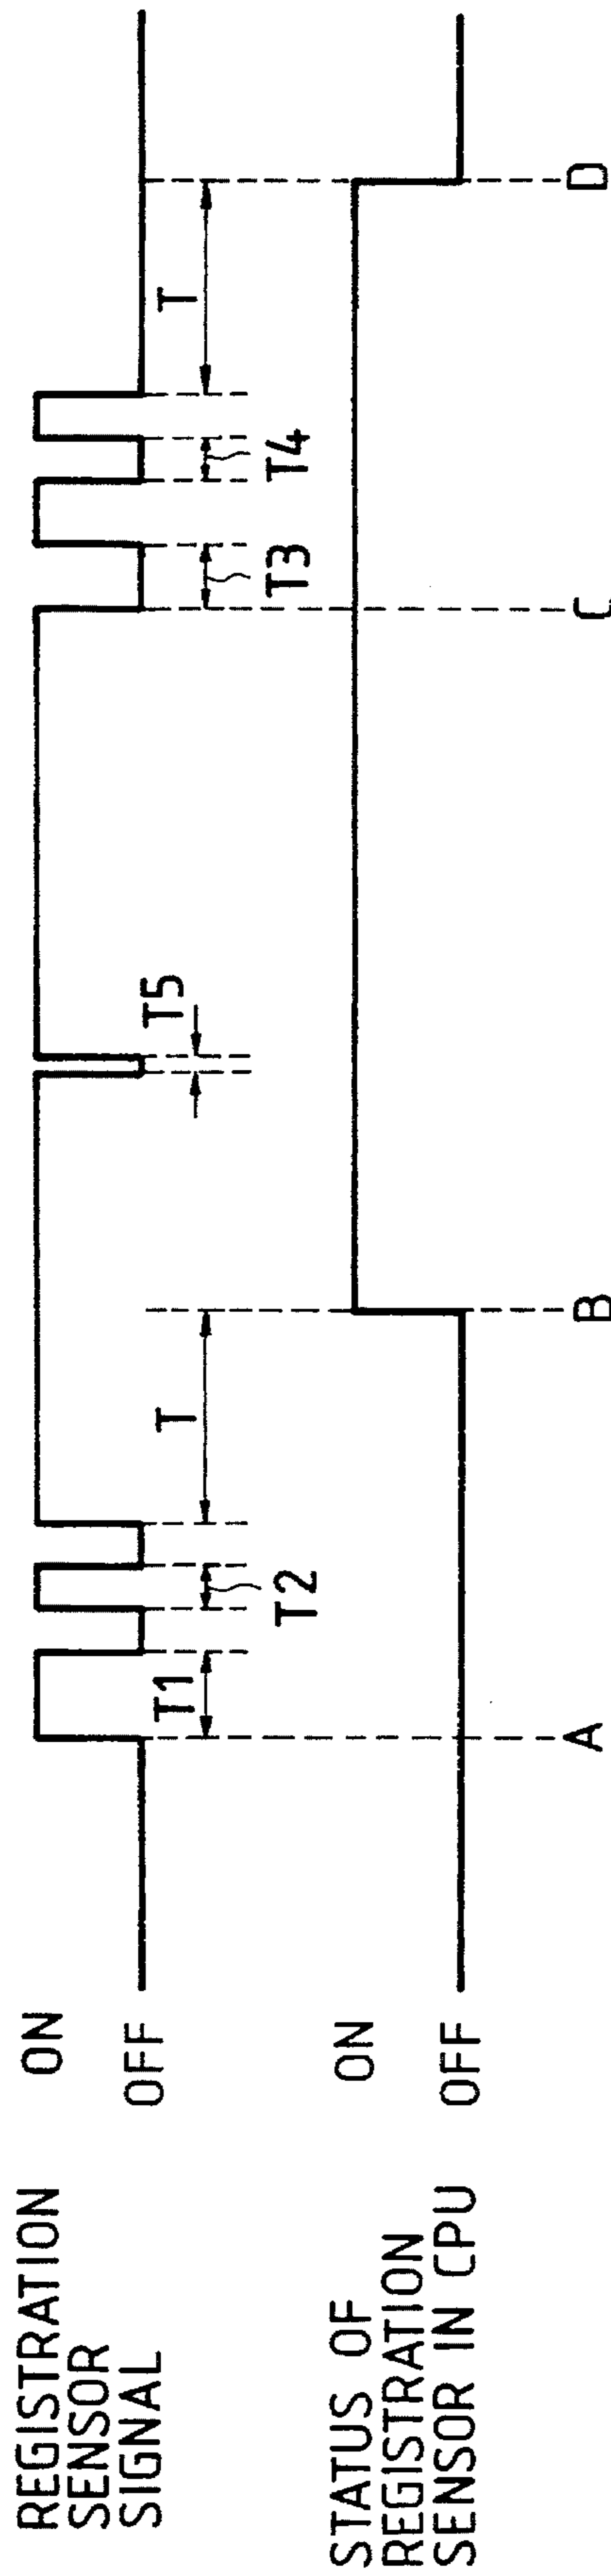 REGISTRATION
SENSOR
SIGNAL
ON
OFF
T1
T2
T
T5
T3
T4
T
STATUS OF
REGISTRATION
SENSOR IN CPU
ON
OFF
A
B
C
D